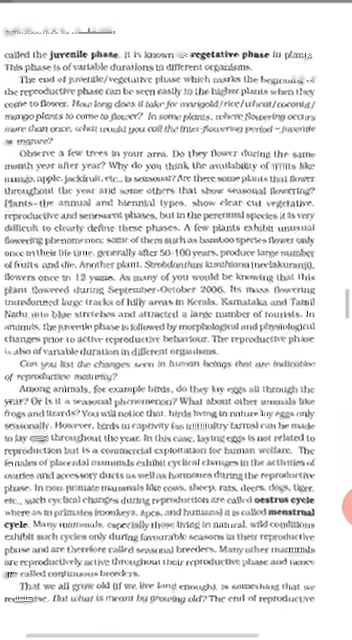 called the juvenile phase. It is known as vegetative phase in plants.
This phase is of variable durations in different organisms.
The end of juvenile/vegetative phase which marks the beginning of
the reproductive phase can be seen easily in the higher plants when they
come to flower. How long does it take for marigold/rice/wheat/coconut/
mango plants to come to flower? In some plants, where flowering occurs
more than once, what would you call the inter-flowering period – juvenile
or mature?
Observe a few trees in your area. Do they flower during the same
month year after year? Why do you think the availability of fruits like
mango, apple, jackfruit, etc., is seasonal? Are there some plants that flower
throughout the year and some others that show seasonal flowering?
Plants–the annual and biennial types, show clear cut vegetative,
reproductive and senescent phases, but in the perennial species it is very
difficult to clearly define these phases. A few plants exhibit unusual
flowering phenomenon; some of them such as bamboo species flower only
once in their life time, generally after 50-100 years, produce large number
of fruits and die. Another plant, Strobilanthus kunthiana (neelakuranji),
flowers once in 12 years. As many of you would be knowing that this
plant flowered during September-October 2006. Its mass flowering
transformed large tracks of hilly areas in Kerala, Karnataka and Tamil
Nadu into blue stretches and attracted a large number of tourists. In
animals, the juvenile phase is followed by morphological and physiological
changes prior to active reproductive behaviour. The reproductive phase
is also of variable duration in different organisms.
Can you list the changes seen in human beings that are indicative
of reproductive maturity?
Among animals, for example birds, do they lay eggs all through the
year? Or is it a seasonal phenomenon? What about other animals like
frogs and lizards? You will notice that, birds living in nature lay eggs only
seasonally. However, birds in captivity (as in poultry farms) can be made
to lay eggs throughout the year. In this case, laying eggs is not related to
reproduction but is a commercial exploitation for human welfare. The
females of placental mammals exhibit cyclical changes in the activities of
ovaries and accessory ducts as well as hormones during the reproductive
phase. In non-primate mammals like cows, sheep, rats, deers, dogs, tiger,
etc., such cyclical changes during reproduction are called oestrus cycle
where as in primates (monkeys, apes, and humans) it is called menstrual
cycle. Many mammals, especially those living in natural, wild conditions
exhibit such cycles only during favourable seasons in their reproductive
phase and are therefore called seasonal breeders. Many other mammals
are reproductively active throughout their reproductive phase and hence
are called continuous breeders.
That we all grow old (if we live long enough), is something that we
recognise. But what is meant by growing old? The end of reproductive